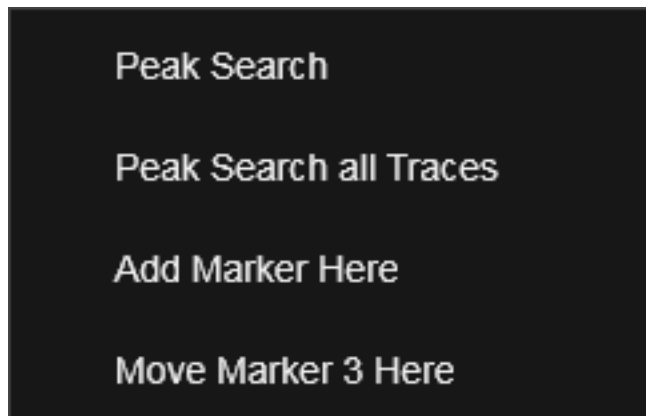 Peak Search
Peak Search all Traces
Add Marker Here
Move Marker 3 Here